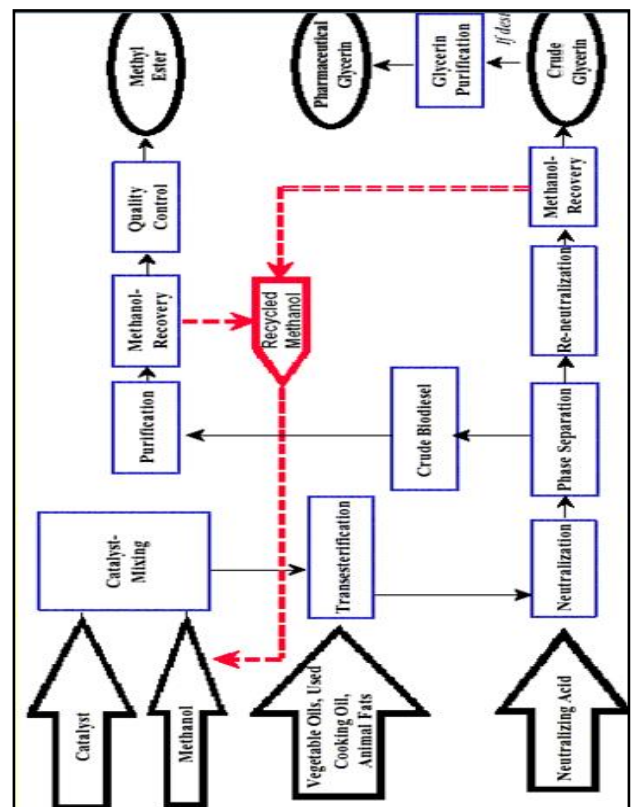 Methyl
Ester
Pharmaceutical
Glycerin
Glycerin
Purification
If desi
Crude
Glycerin
Quality
Control
Methanol-
Recovery
Methanol-
Recovery
Recycled
Methanol
Re-neutralization
Purification
Crude Biodiesel
Phase Separation
Catalyst-
Mixing
Transesterification
Neutralization
Catalyst
Methanol
Vegetable Oils, Used
Cooking Oil,
Animal Fats
Neutralizing Acid